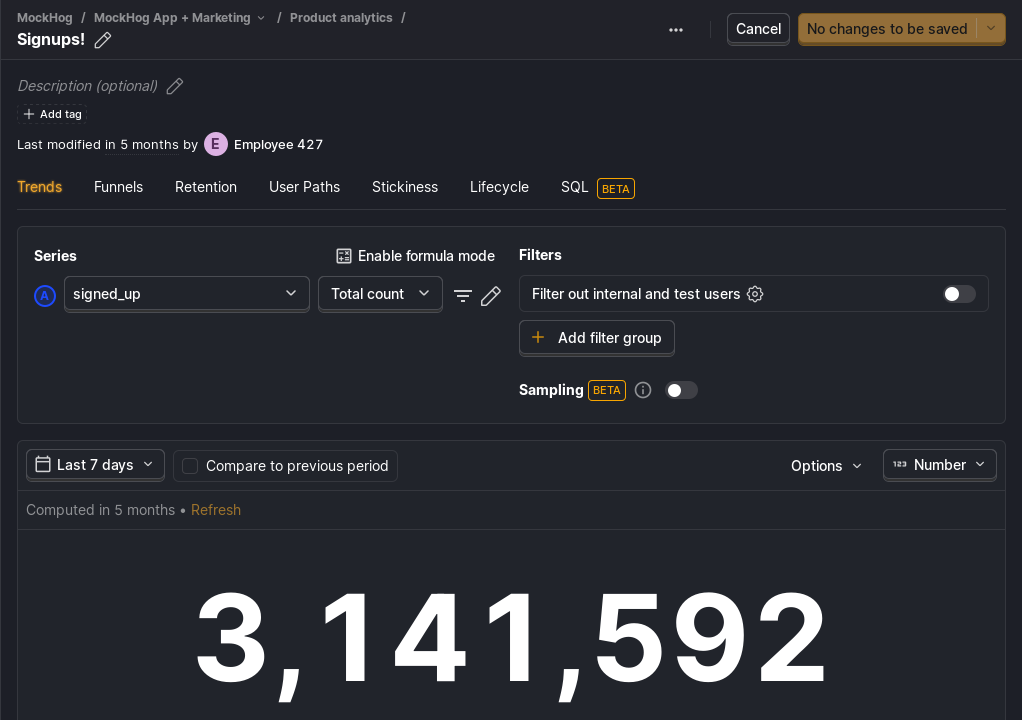 MockHog / MockHog App + Marketing / Product analytics /
Signups!
Cancel
No changes to be saved
Description (optional)
Add tag
Last modified in 5 months by E Employee 427
Trends Funnels Retention User Paths Stickiness Lifecycle SQL BETA
Series
Enable formula mode
A signed_up Total count
Filters
Filter out internal and test users
Add filter group
Sampling BETA
Last 7 days Compare to previous period Options 123 Number
Computed in 5 months • Refresh
3,141,592